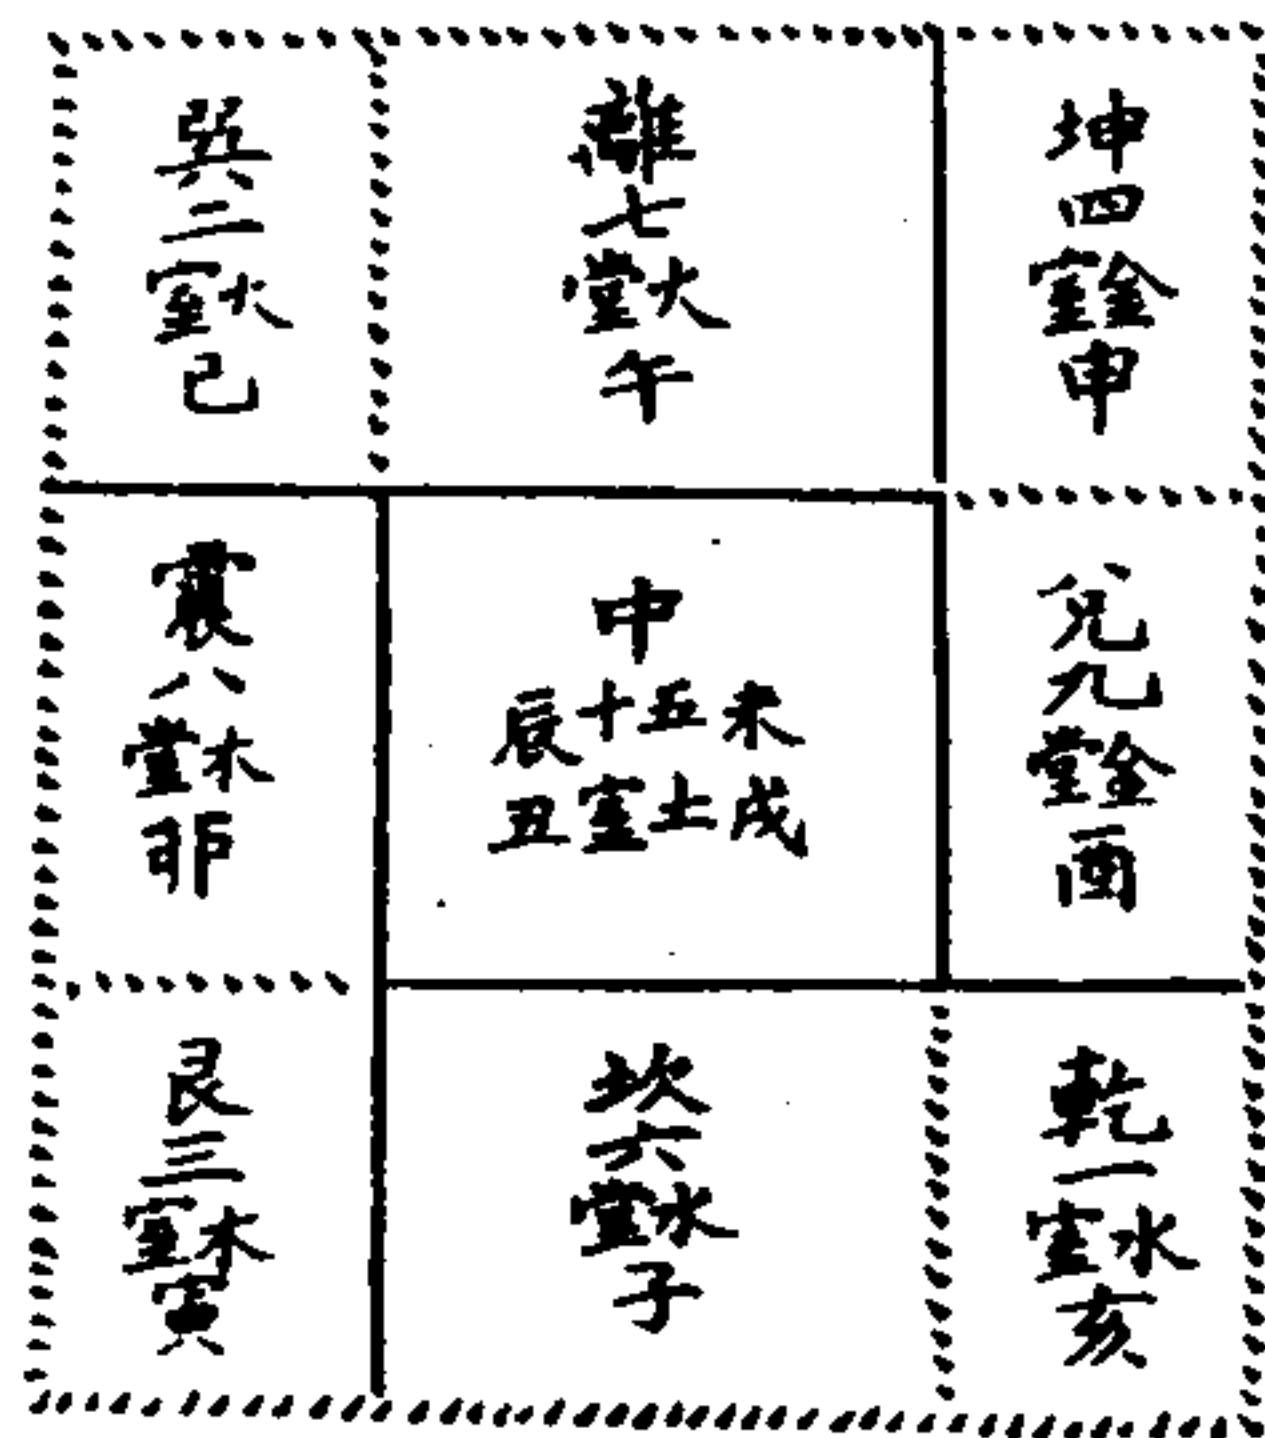 巽
二
室火
巳
離
七
堂火
午
坤
四
室金
申
震
八
堂木
卯
中
辰十五未
丑室土戌
兌
九
堂金
酉
艮
三
室木
寅
坎
六
堂水
子
乾
一
室水
亥